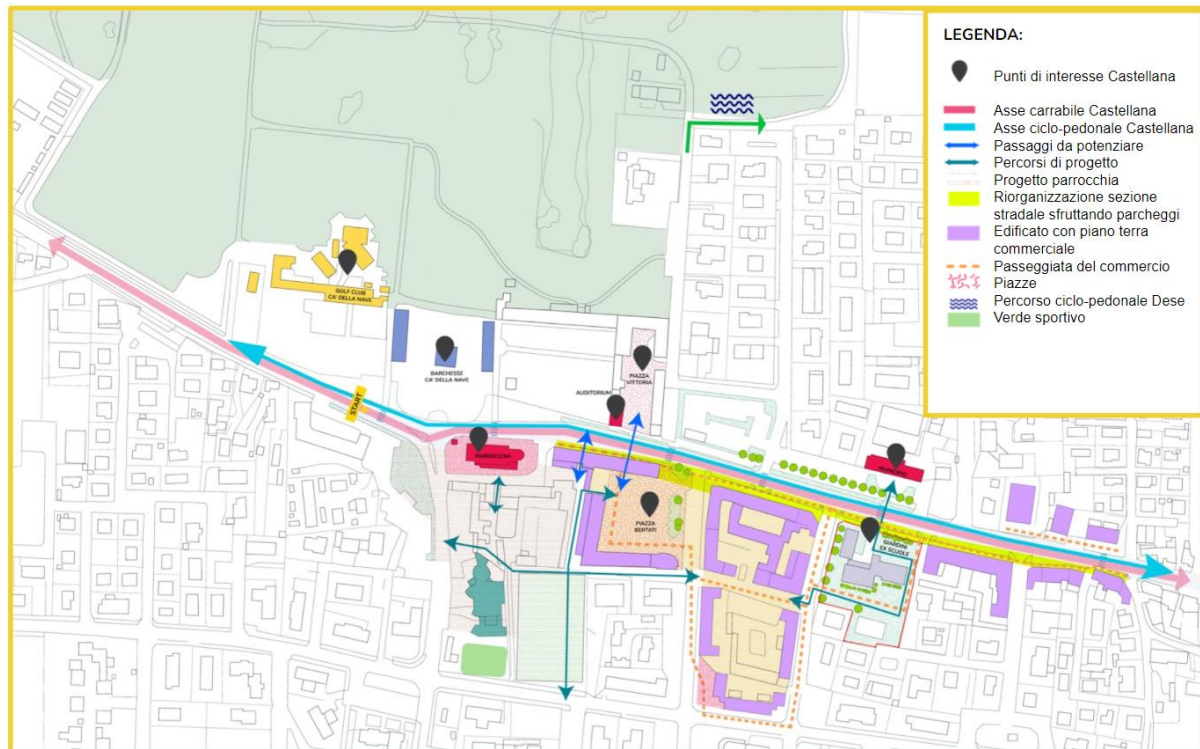 LEGENDA:
Punti di interesse Castellana
Asse carrabile Castellana
Asse ciclo-pedonale Castellana
Passaggi da potenziare
Percorsi di progetto
Progetto parrocchia
Riorganizzazione sezione
stradale sfruttando parcheggi
Edificato con piano terra
commerciale
Passeggiata del commercio
Piazze
Percorso ciclo-pedonale Dese
Verde sportivo
GOLF CLUB
CA' DELLA NAVE
BARCHESSE
CA' DELLA NAVE
PIAZZA
VITTORIA
AUDITORIUM
START
PARROCCHIA
MUNICIPIO
PIAZZA
BERTATI
GIARDINI
EX SCUOLE